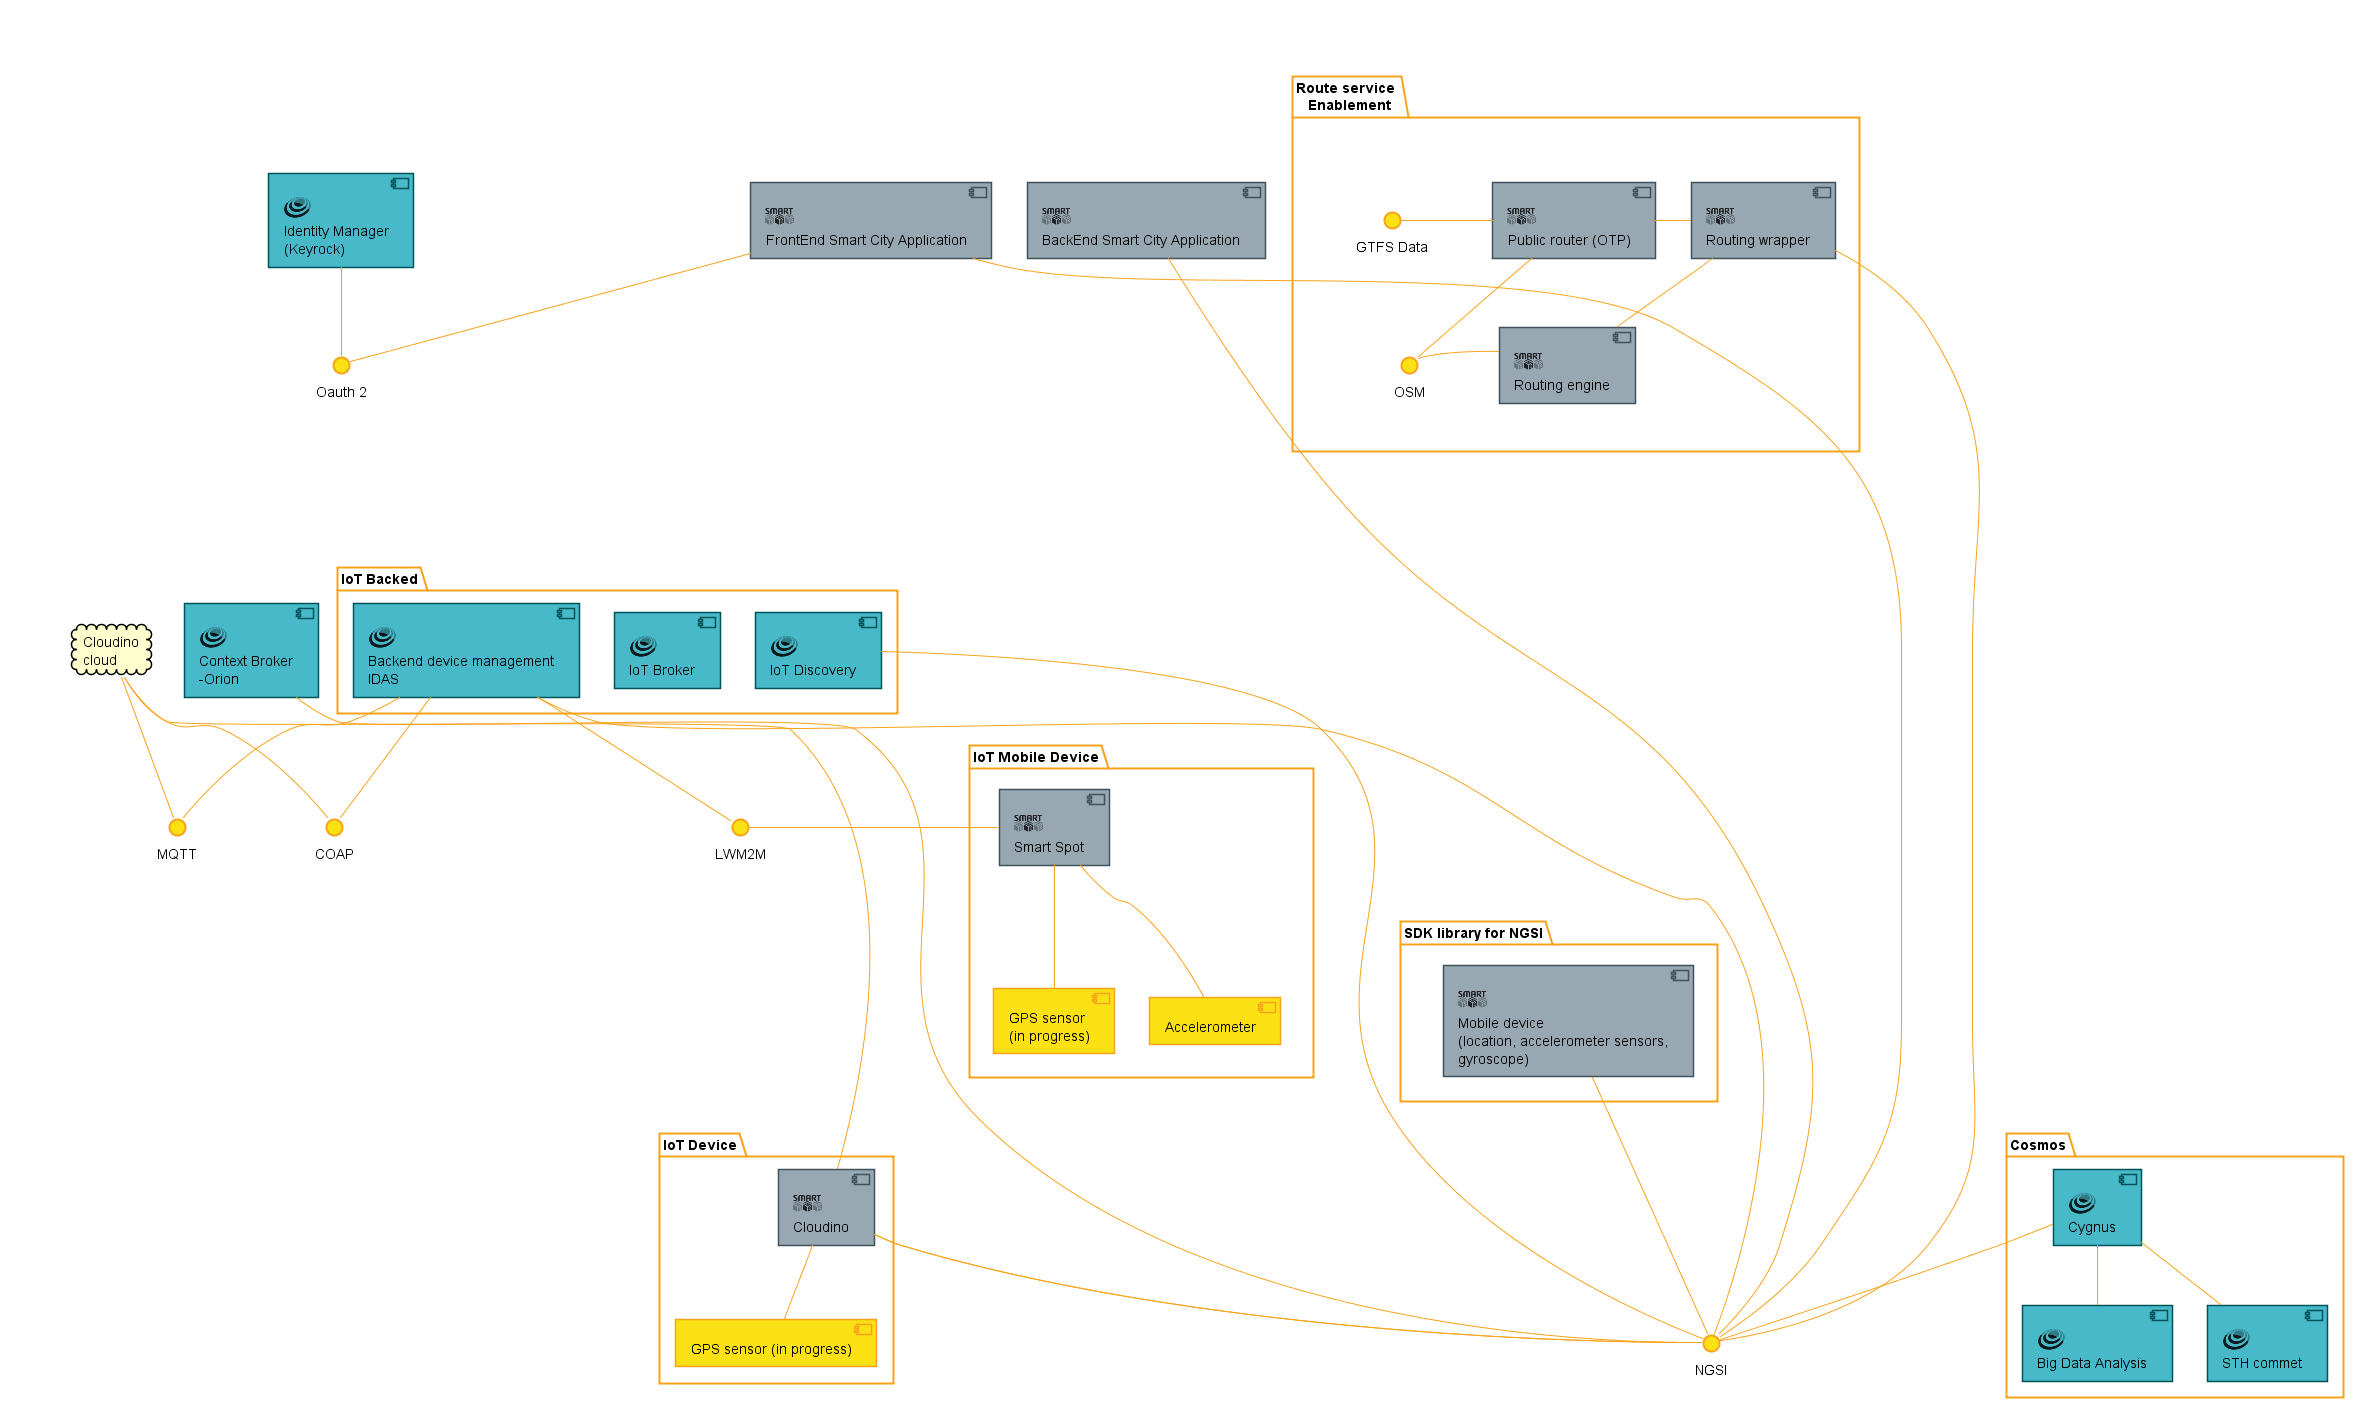 Route service
Enablement
SMART
Public router (OTP)
SMART
Routing wrapper
GTFS Data
Identity Manager
(Keyrock)
SMART
FrontEnd Smart City Application
SMART
BackEnd Smart City Application
SMART
Routing engine
OSM
Oauth 2
IoT Backed
Cloudino
cloud
Context Broker
-Orion
Backend device management
IDAS
IoT Broker
IoT Discovery
IoT Mobile Device
SMART
Smart Spot
MQTT
COAP
LWM2M
GPS sensor
(in progress)
Accelerometer
SDK library for NGSI
SMART
Mobile device
(location, accelerometer sensors,
gyroscope)
IoT Device
SMART
Cloudino
GPS sensor (in progress)
NGSI
Cosmos
Cygnus
Big Data Analysis
STH commet